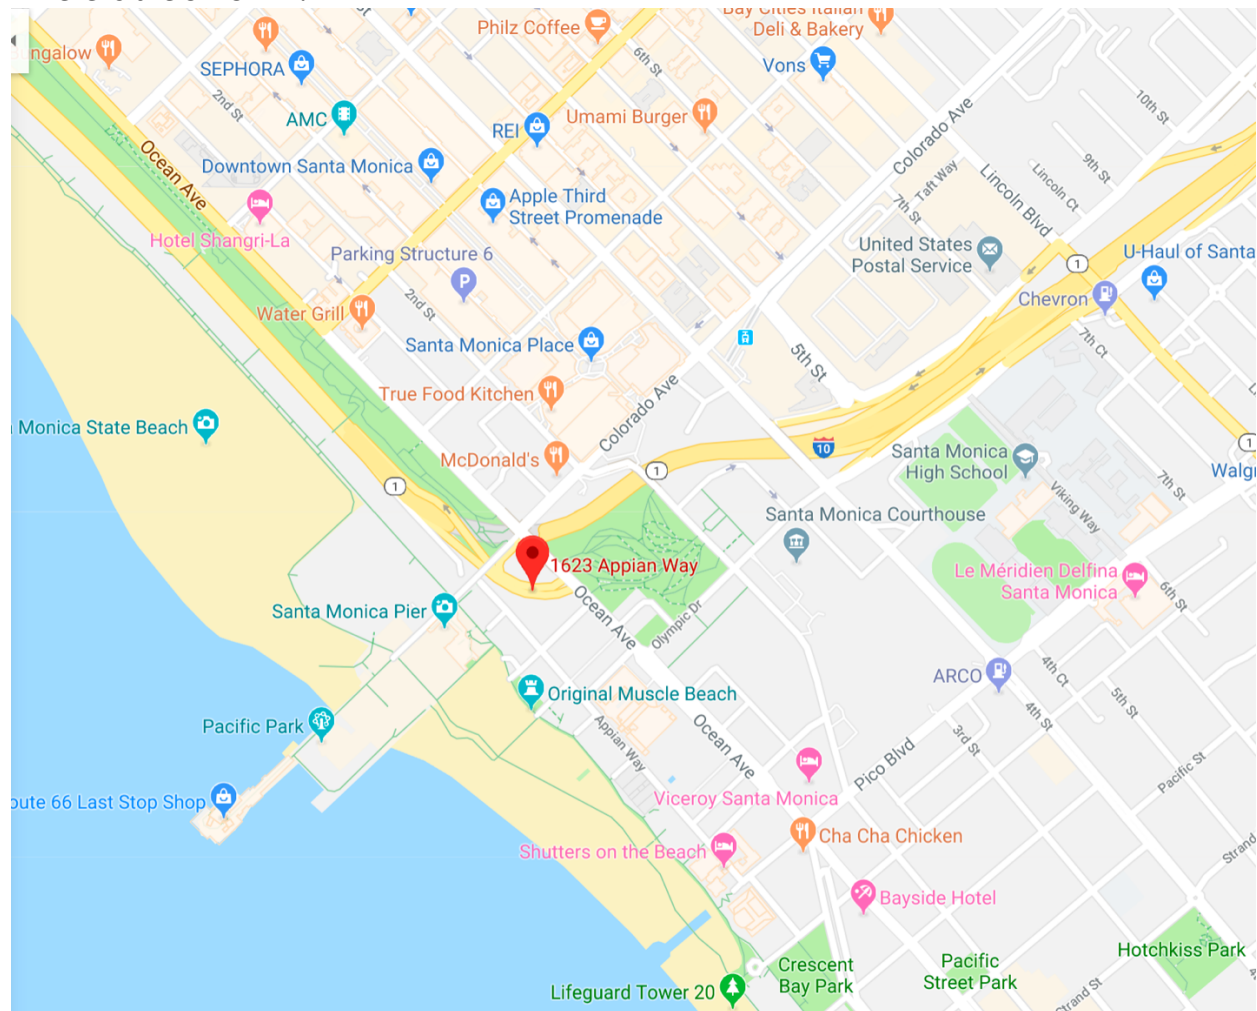 Bay Cities Italian
Deli & Bakery
Philz Coffee
6th St
Vons
ngalow
SEPHORA
2nd St
AMC
REI
Umami Burger
10th St
Colorado Ave
9th St
Lincoln Ct
Taft Way
7th St
Lincoln Blvd
Ocean Ave
Downtown Santa Monica
Apple Third
Street Promenade
Hotel Shangri-La
Parking Structure 6
P
2nd St
United States
Postal Service
1
U-Haul of Santa
Chevron
Water Grill
Santa Monica Place
5th St
7th Ct
True Food Kitchen
Colorado Ave
Monica State Beach
McDonald's
1
1
10
Santa Monica
High School
1
Walgr
7th St
Viking Way
Santa Monica Courthouse
1623 Appian Way
Le Méridien Delfina
Santa Monica
6th St
Santa Monica Pier
Ocean Ave
Olympic Dr
ARCO
4th Ct
5th St
4th St
3rd St
Original Muscle Beach
Pacific Park
Appian Way
Ocean Ave
Pico Blvd
Pacific St
oute 66 Last Stop Shop
Viceroy Santa Monica
Shutters on the Beach
Cha Cha Chicken
Strand
Bayside Hotel
Hotchkiss Park
Crescent
Bay Park
Pacific
Street Park
Lifeguard Tower 20
Strand St